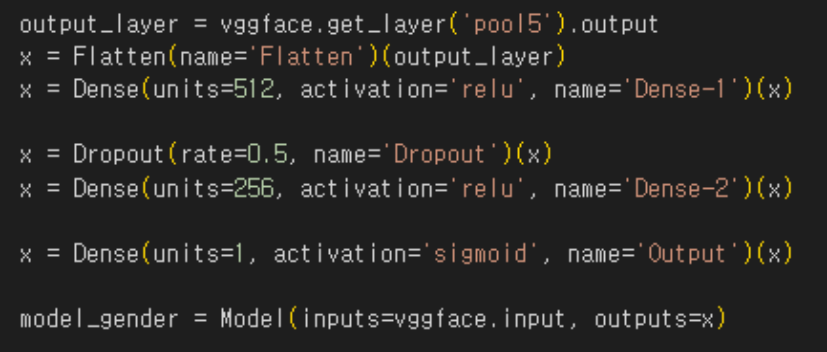 output_layer = vggface.get_layer('pool5').output
x = Flatten(name='Flatten')(output_layer)
x = Dense(units=512, activation='relu', name='Dense-1')(x)
x = Dropout(rate=0.5, name='Dropout')(x)
x = Dense(units=256, activation='relu', name='Dense-2')(x)
x = Dense(units=1, activation='sigmoid', name='Output')(x)
model_gender = Model(inputs=vggface.input, outputs=x)